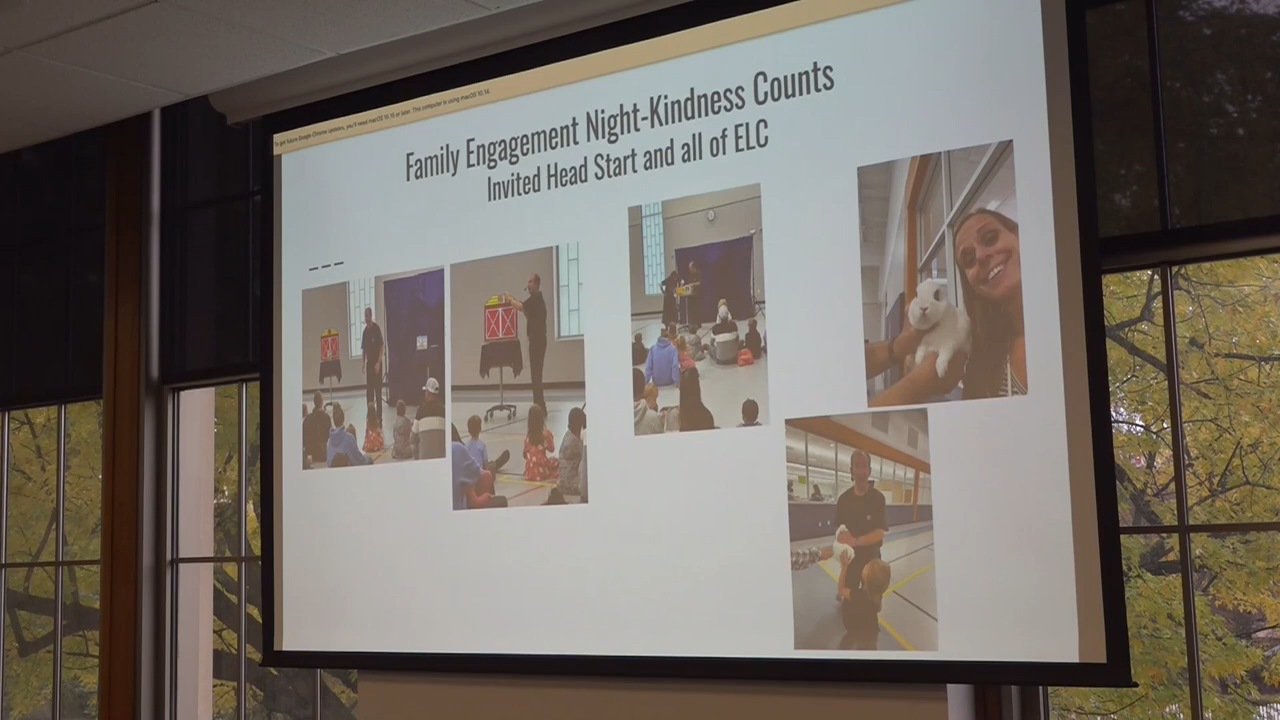 To get future Google Chrome updates, you'll need macOS 10.15 or later. This computer is using macOS 10.14.
Family Engagement Night-Kindness Counts
Invited Head Start and all of ELC